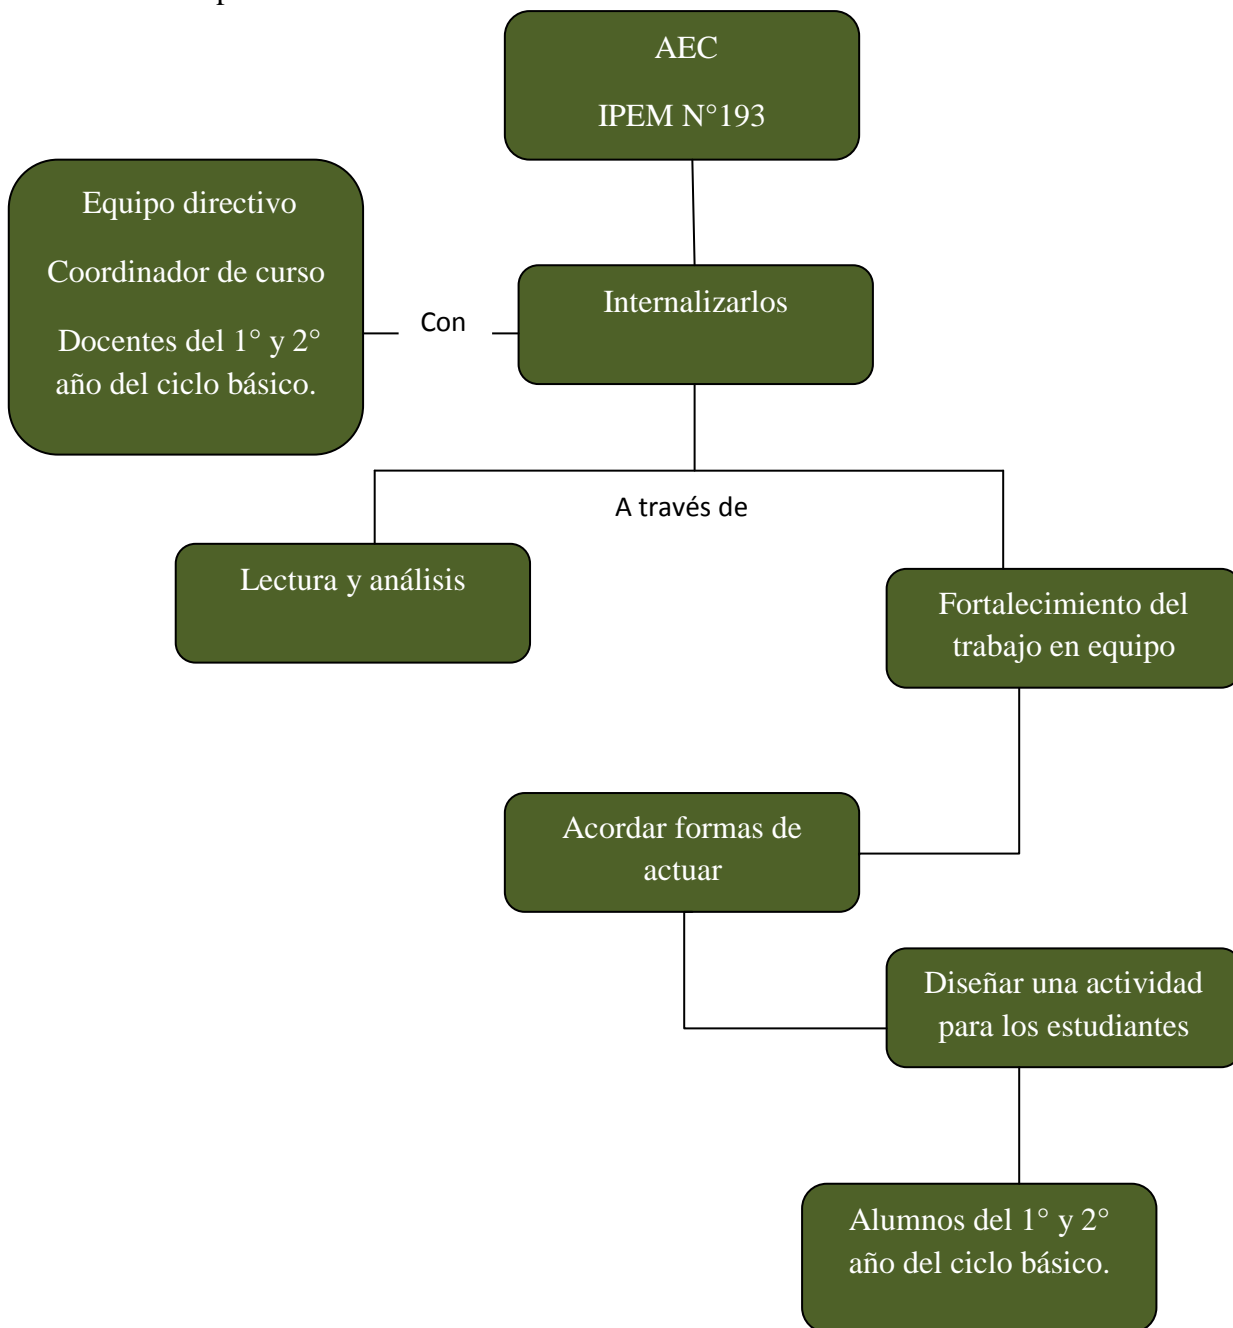 AEC
IPEM N°193
Equipo directivo
Coordinador de curso
Docentes del 1° y 2°
año del ciclo básico.
Con
Internalizarlos
A través de
Lectura y análisis
Fortalecimiento del
trabajo en equipo
Acordar formas de
actuar
Diseñar una actividad
para los estudiantes
Alumnos del 1° y 2°
año del ciclo básico.